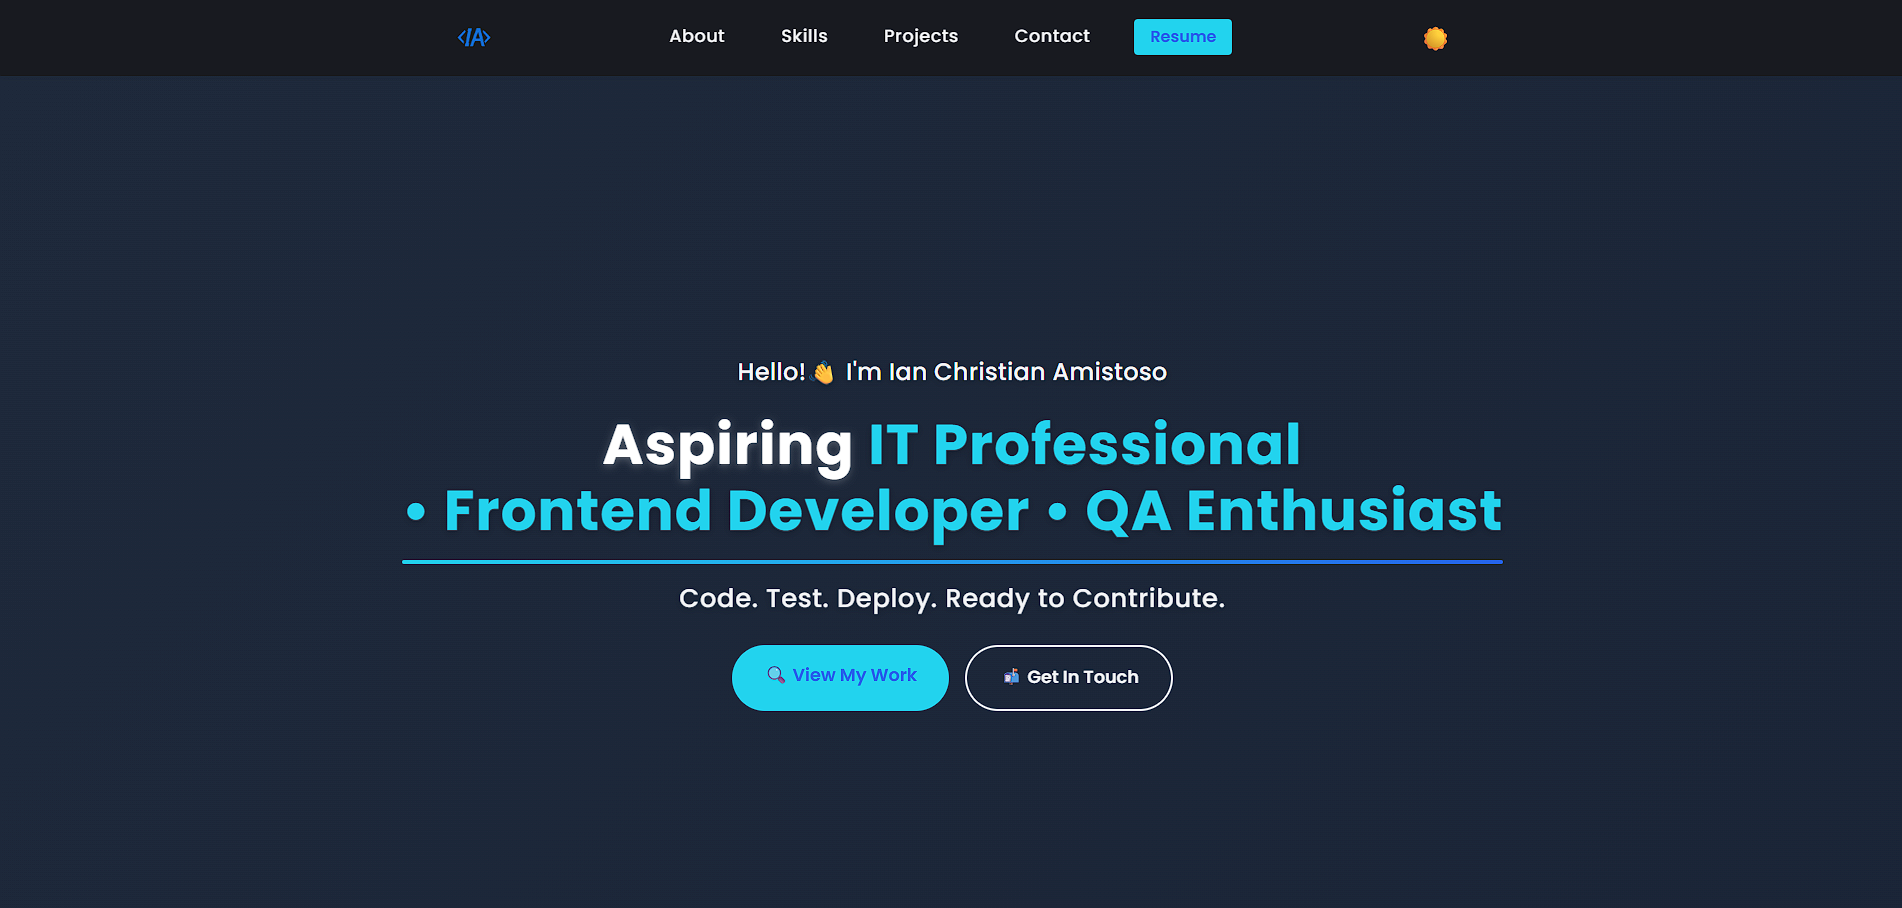 </IA>
About
Skills
Projects
Contact
Resume
Hello!👋 I'm Ian Christian Amistoso
Aspiring IT Professional
• Frontend Developer • QA Enthusiast
Code. Test. Deploy. Ready to Contribute.
🔍 View My Work
📬 Get In Touch